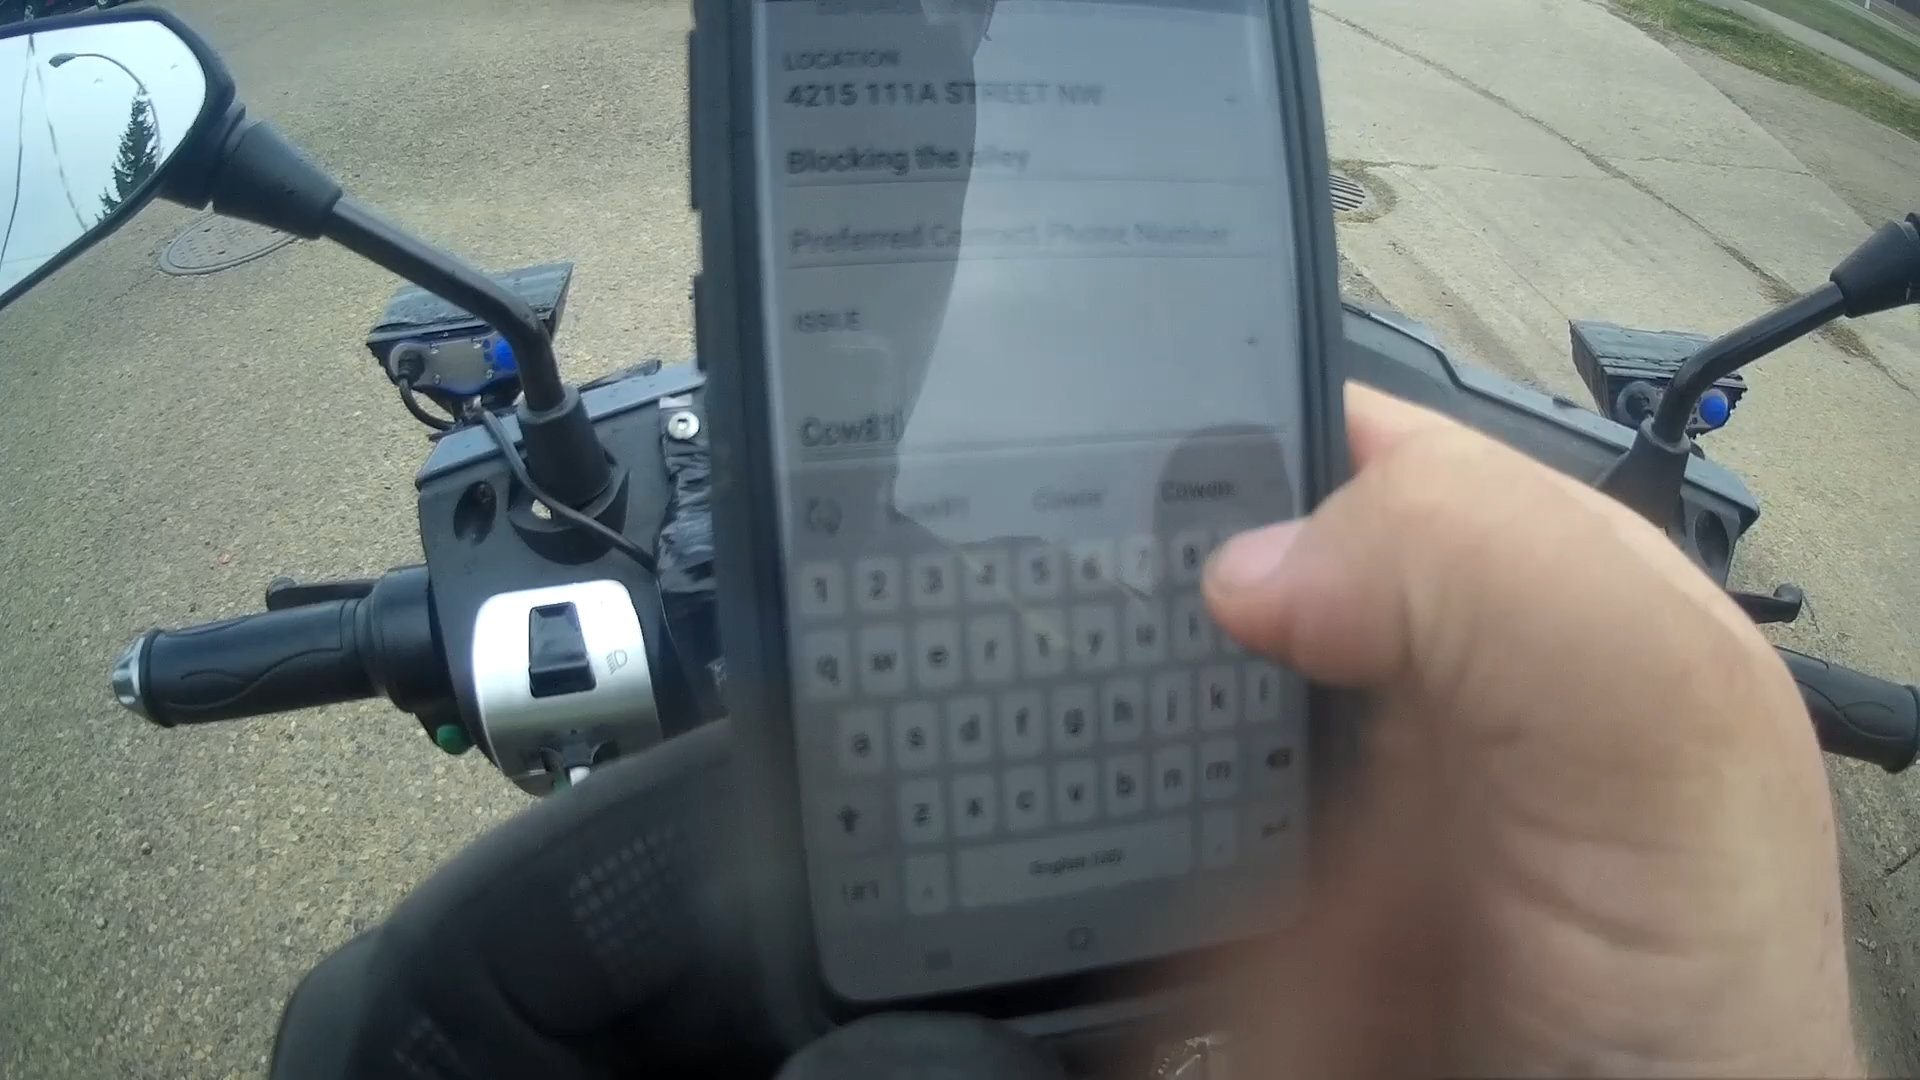 LOCATION
4215 111A STREET NW
Blocking the alley
Preferred Contact Phone Number
ISSUE
1 2 3 4 5 6 7 8
q w e r t y u i
a s d f g h j k l
z x c v b n m
!#1